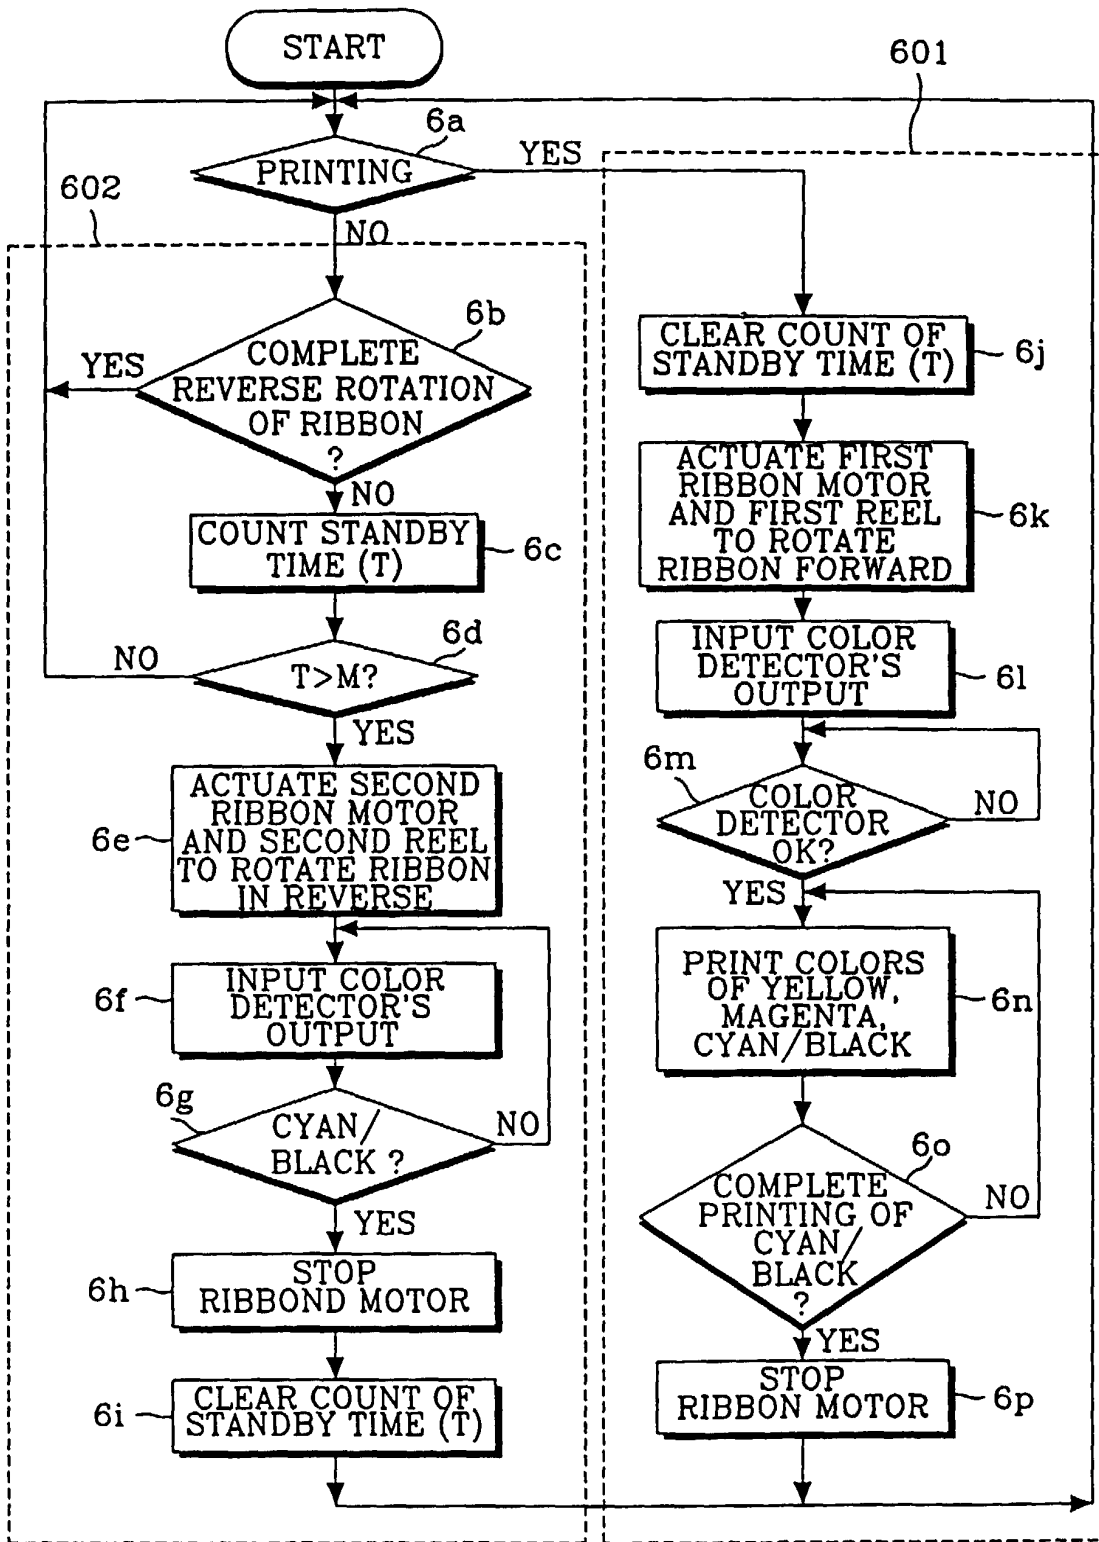 START
601
6a
PRINTING
YES
602
NO
6b
COMPLETE
REVERSE ROTATION
OF RIBBON
?
YES
NO
COUNT STANDBY
TIME (T)
6c
6d
T>M?
NO
YES
ACTUATE SECOND
RIBBON MOTOR
AND SECOND REEL
TO ROTATE RIBBON
IN REVERSE
6e
INPUT COLOR
DETECTOR'S
OUTPUT
6f
6g
CYAN/
BLACK ?
NO
YES
STOP
RIBBOND MOTOR
6h
CLEAR COUNT OF
STANDBY TIME (T)
6i
CLEAR COUNT OF
STANDBY TIME (T)
6j
ACTUATE FIRST
RIBBON MOTOR
AND FIRST REEL
TO ROTATE
RIBBON FORWARD
6k
INPUT COLOR
DETECTOR'S
OUTPUT
6l
6m
COLOR
DETECTOR
OK?
NO
YES
PRINT COLORS
OF YELLOW,
MAGENTA,
CYAN/BLACK
6n
6o
COMPLETE
PRINTING OF
CYAN/
BLACK
?
NO
YES
STOP
RIBBON MOTOR
6p